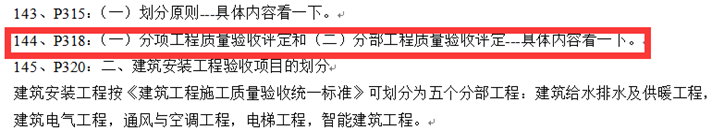 143、P315：（一）划分原则---具体内容看一下。
144、P318：（一）分项工程质量验收评定和（二）分部工程质量验收评定---具体内容看一下。
145、P320：二、建筑安装工程验收项目的划分
建筑安装工程按《建筑工程施工质量验收统一标准》可划分为五个分部工程：建筑给水排水及供暖工程，
建筑电气工程，通风与空调工程，电梯工程，智能建筑工程。